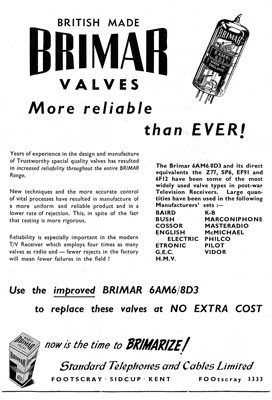 BRITISH MADE
BRIMAR
VALVES
More reliable
than EVER!
Years of experience in the design and manufacture
of Trustworthy special quality valves has resulted
in increased reliability throughout the entire BRIMAR
Range.
New techniques and the more accurate control
of vital processes have resulted in manufacture of
a more uniform and reliable product and in a
lower rate of rejection. This, in spite of the fact
that testing is more rigorous.
Reliability is especially important in the modern
T/V Receiver which employs four times as many
valves as radio and — fewer rejects in the factory
will mean fewer failures in the field !
The Brimar 6AM6/8D3 and its direct
equivalents the Z77, SP6, EF91 and
6F12 have been some of the most
widely used valve types in post-war
Television Receivers. Large quan-
tities have been used in the following
Manufacturers' sets :—
BAIRD K-B
BUSH MARCONIPHONE
COSSOR MASTERADIO
ENGLISH McMICHAEL
ELECTRIC PHILCO
ETRONIC PILOT
G.E.C. VIDOR
H.M.V.
Use the improved BRIMAR 6AM6/8D3
to replace these valves at NO EXTRA COST
BRIMAR
now is the time to BRIMARIZE!
Standard Telephones and Cables Limited
FOOTSCRAY · SIDCUP · KENT FOOtscray 3333